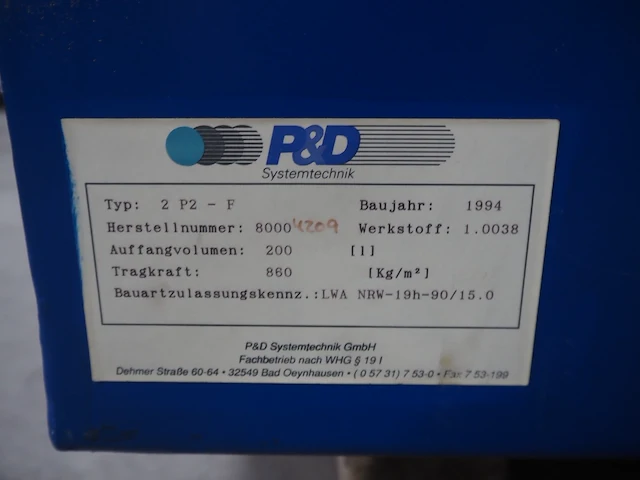 P&D
Systemtechnik
Typ: 2 P2 - F Baujahr: 1994
Herstellnummer: 80004209 Werkstoff: 1.0038
Auffangvolumen: 200 [l]
Tragkraft: 860 [Kg/m²]
Bauartzulassungskennz.:LWA NRW-19h-90/15.0
P&D Systemtechnik GmbH
Fachbetrieb nach WHG § 19 l
Dehmer Straße 60-64 • 32549 Bad Oeynhausen • ( 0 57 31) 7 53-0 • Fax 7 53-199